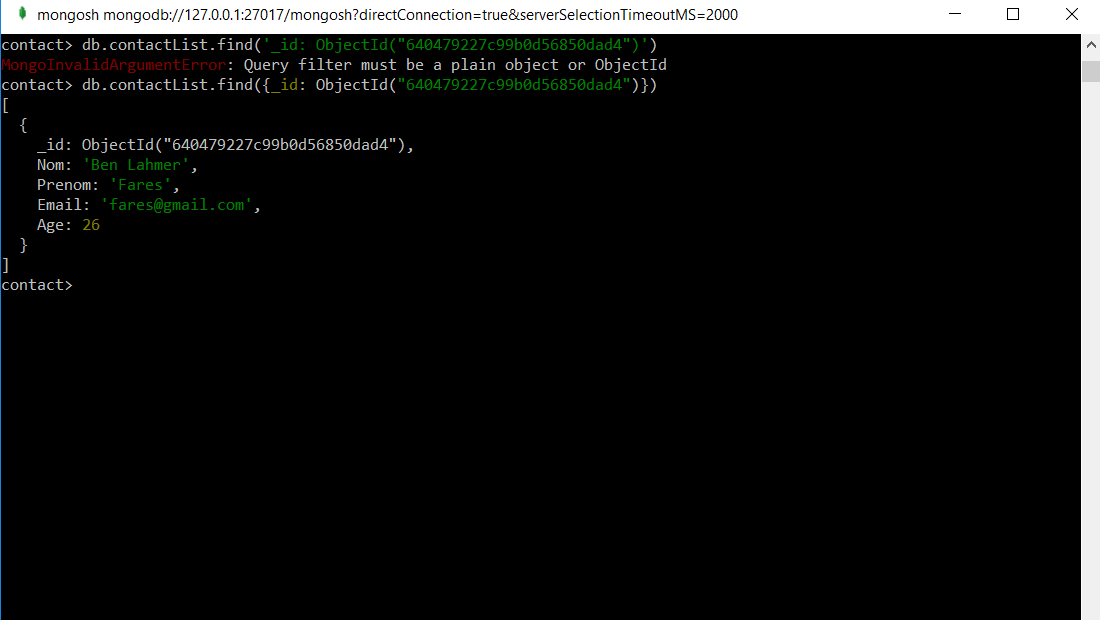 mongosh mongodb://127.0.0.1:27017/mongosh?directConnection=true&serverSelectionTimeoutMS=2000
contact> db.contactList.find('_id: ObjectId("640479227c99b0d56850dad4")')
MongoInvalidArgumentError: Query filter must be a plain object or ObjectId
contact> db.contactList.find({_id: ObjectId("640479227c99b0d56850dad4")})
[
  {
    _id: ObjectId("640479227c99b0d56850dad4"),
    Nom: 'Ben Lahmer',
    Prenom: 'Fares',
    Email: 'fares@gmail.com',
    Age: 26
  }
]
contact>